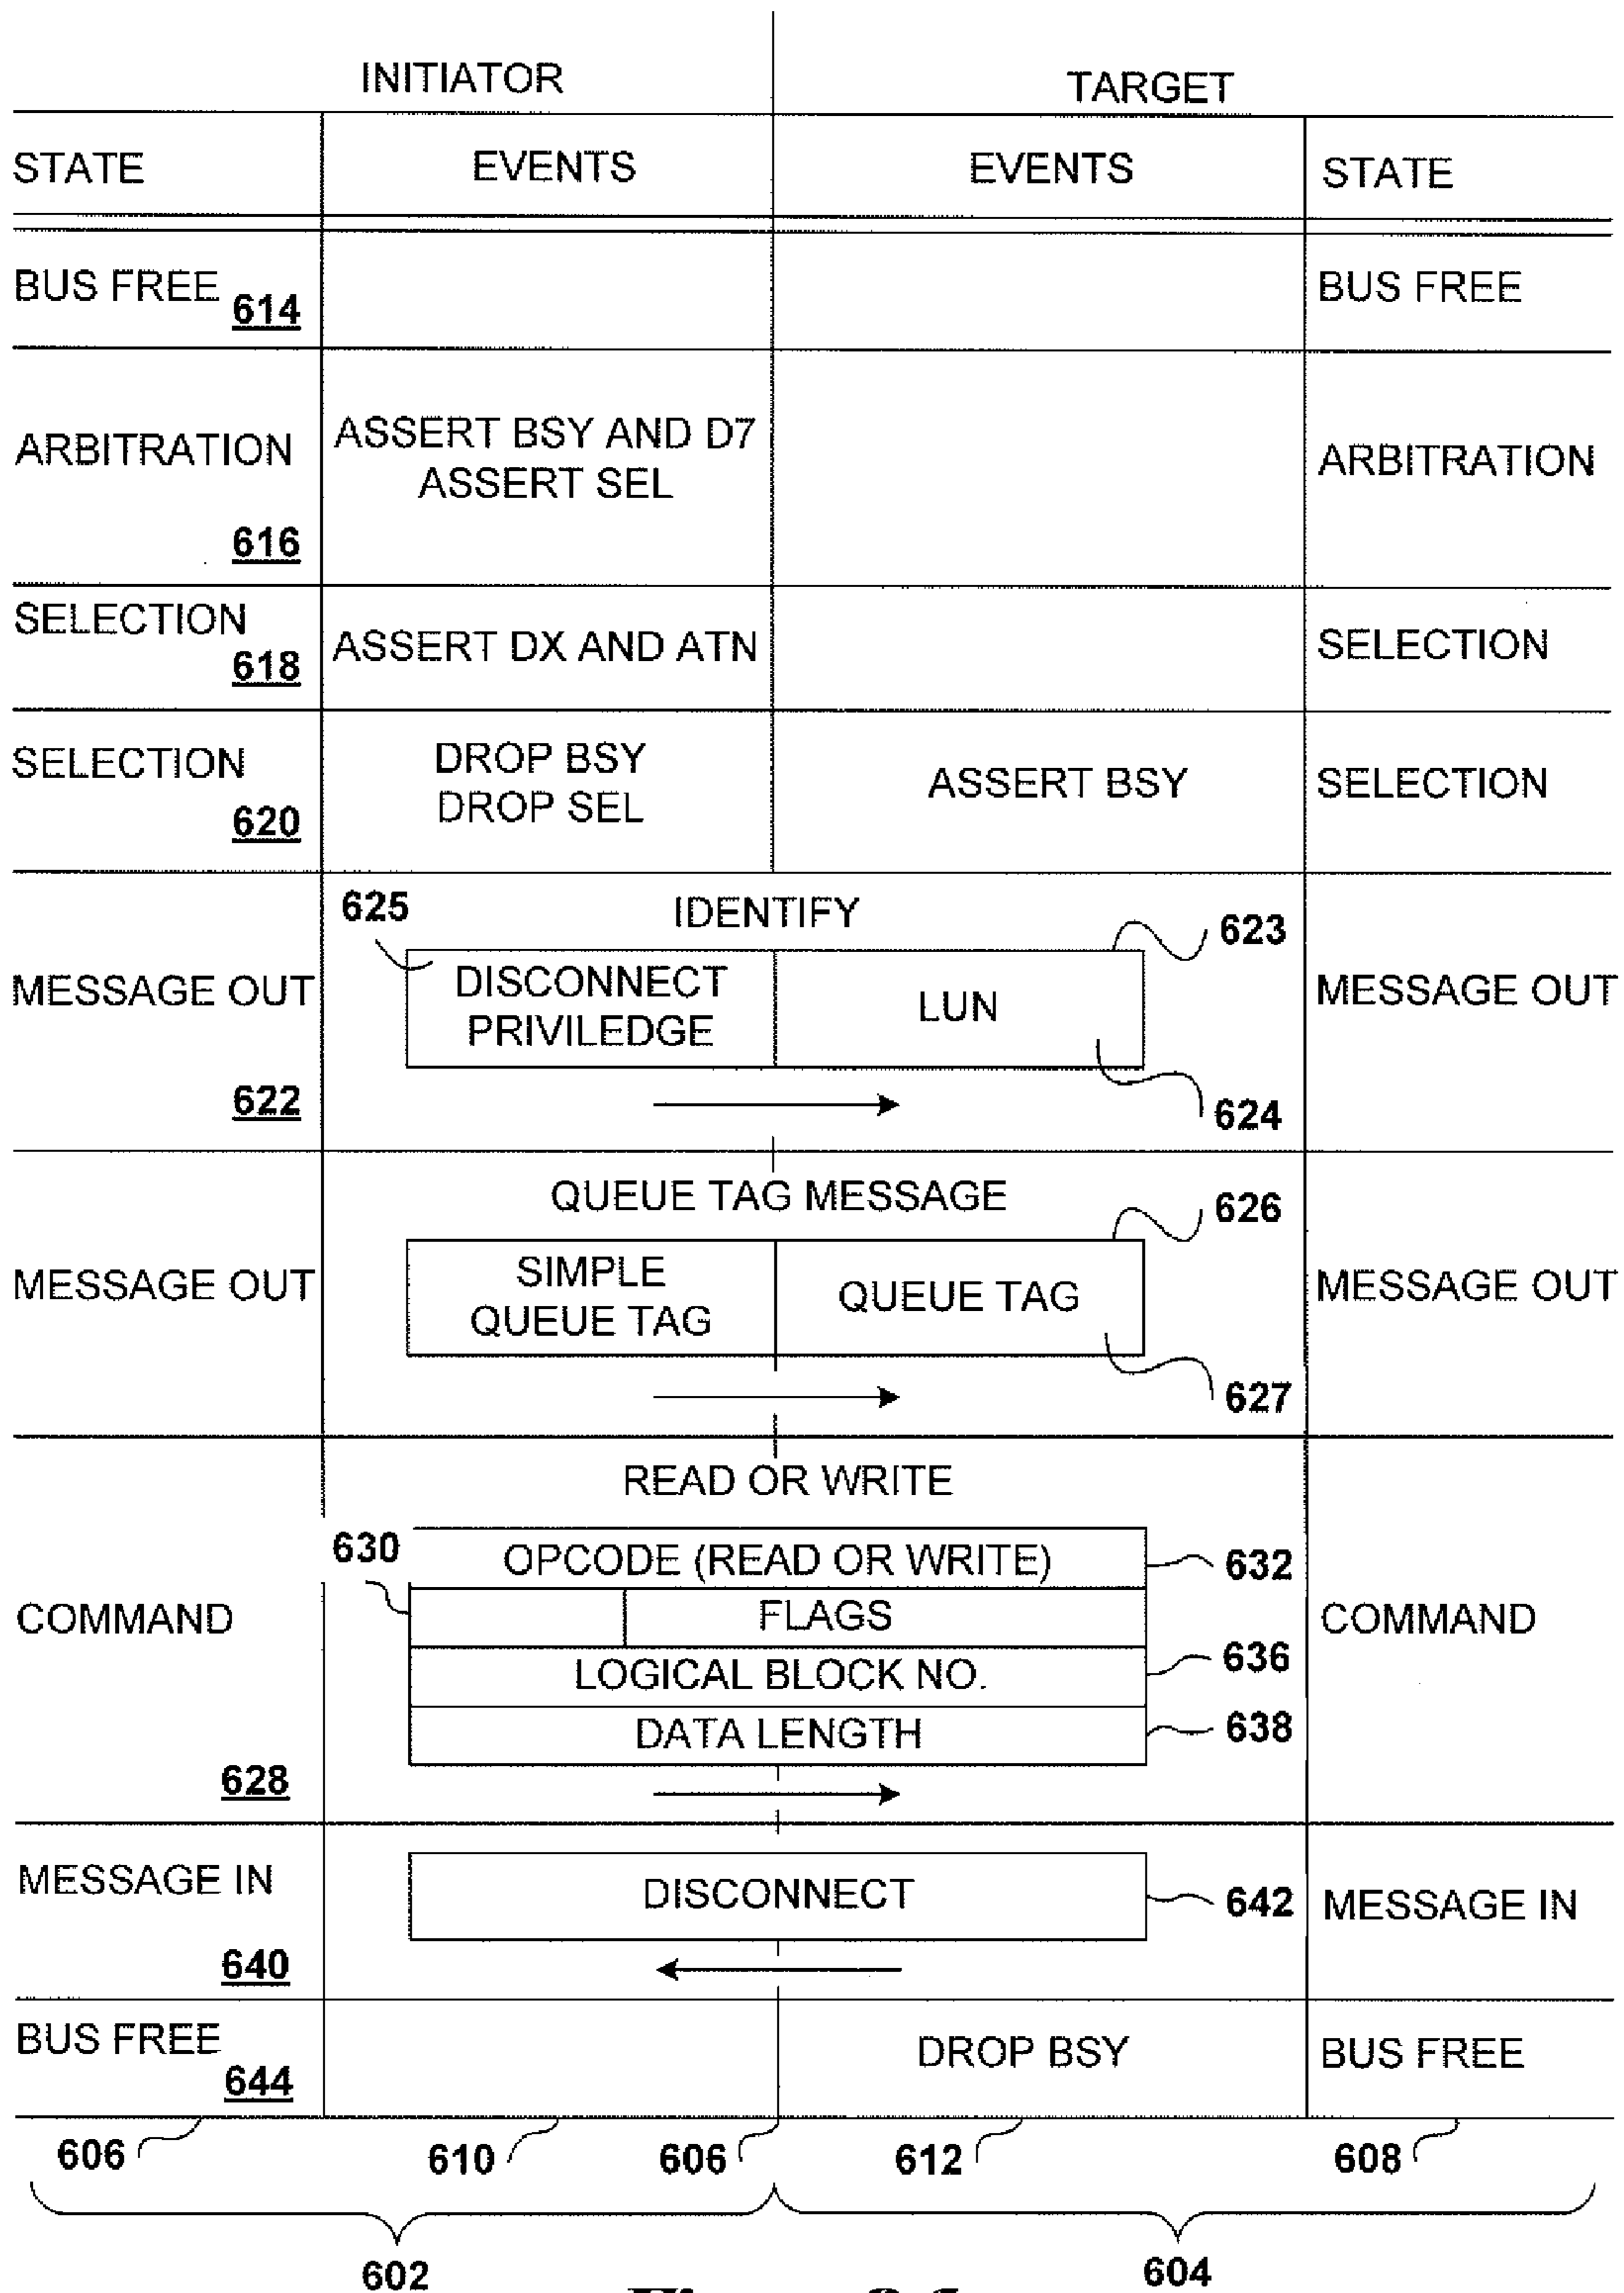 INITIATOR TARGET
STATE EVENTS EVENTS STATE
BUS FREE 614 BUS FREE
ARBITRATION ASSERT BSY AND D7 ARBITRATION
ASSERT SEL
616
SELECTION ASSERT DX AND ATN SELECTION
618
SELECTION DROP BSY ASSERT BSY SELECTION
DROP SEL
620
625 IDENTIFY 623
MESSAGE OUT DISCONNECT LUN MESSAGE OUT
PRIVILEDGE
622 624
QUEUE TAG MESSAGE 626
MESSAGE OUT SIMPLE QUEUE TAG MESSAGE OUT
QUEUE TAG
627
READ OR WRITE
630 OPCODE (READ OR WRITE) 632
COMMAND FLAGS COMMAND
LOGICAL BLOCK NO. 636
DATA LENGTH 638
628
MESSAGE IN DISCONNECT 642 MESSAGE IN
640
BUS FREE DROP BSY BUS FREE
644
606 610 606 612 608
602 604